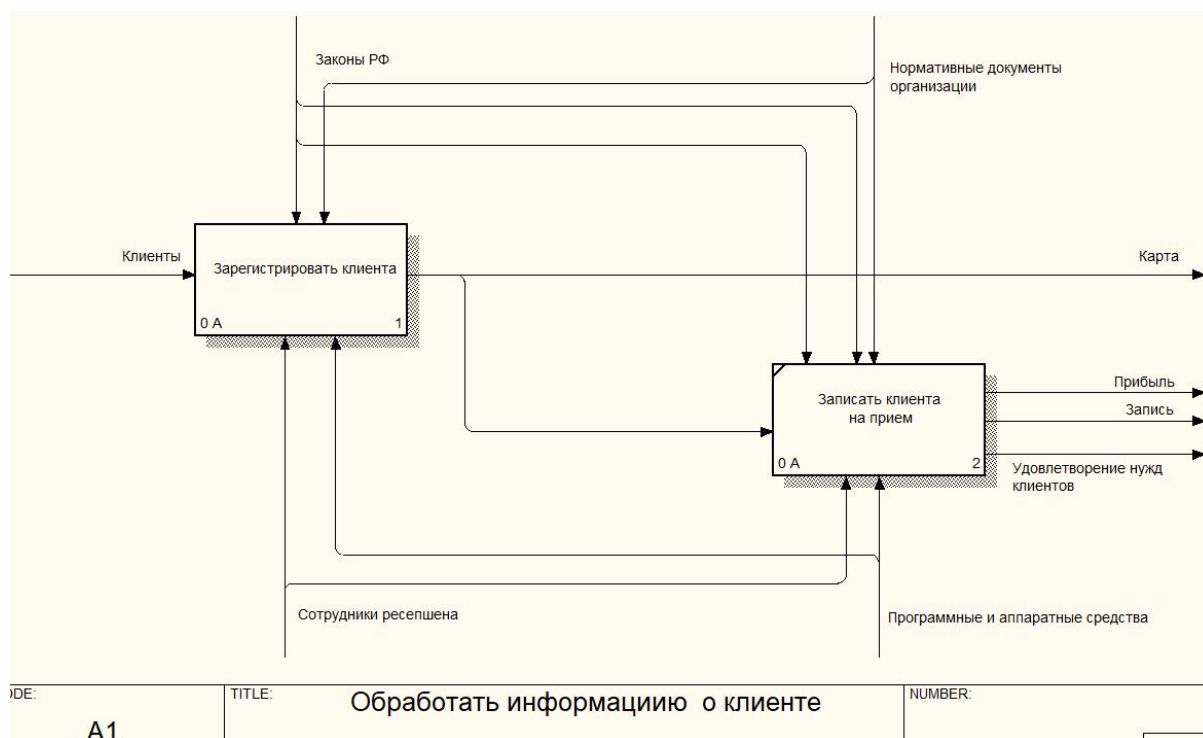 Законы РФ
Нормативные документы
организации
Клиенты
Зарегистрировать клиента
0 А
1
Карта
Записать клиента
на прием
0 А
2
Прибыль
Запись
Удовлетворение нужд
клиентов
Сотрудники ресепшена
Программные и аппаратные средства
ODE:
A1
TITLE:
Обработать информациию о клиенте
NUMBER: